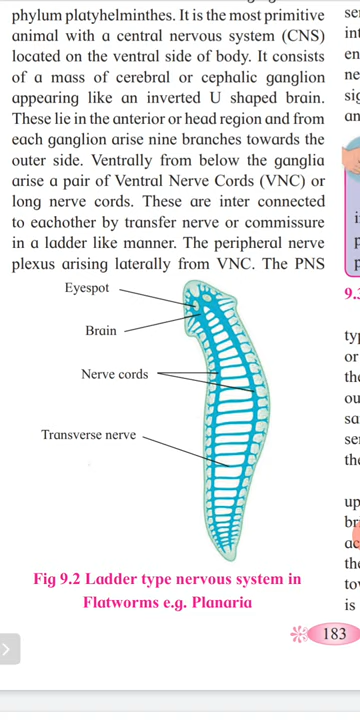 phylum platyhelminthes. It is the most primitive
animal with a central nervous system (CNS)
located on the ventral side of body. It consists
of a mass of cerebral or cephalic ganglion
appearing like an inverted U shaped brain.
These lie in the anterior or head region and from
each ganglion arise nine branches towards the
outer side. Ventrally from below the ganglia
arise a pair of Ventral Nerve Cords (VNC) or
long nerve cords. These are inter connected
to eachother by transfer nerve or commissure
in a ladder like manner. The peripheral nerve
plexus arising laterally from VNC. The PNS
Eyespot
Brain
Nerve cords
Transverse nerve
Fig 9.2 Ladder type nervous system in
Flatworms e.g. Planaria
183